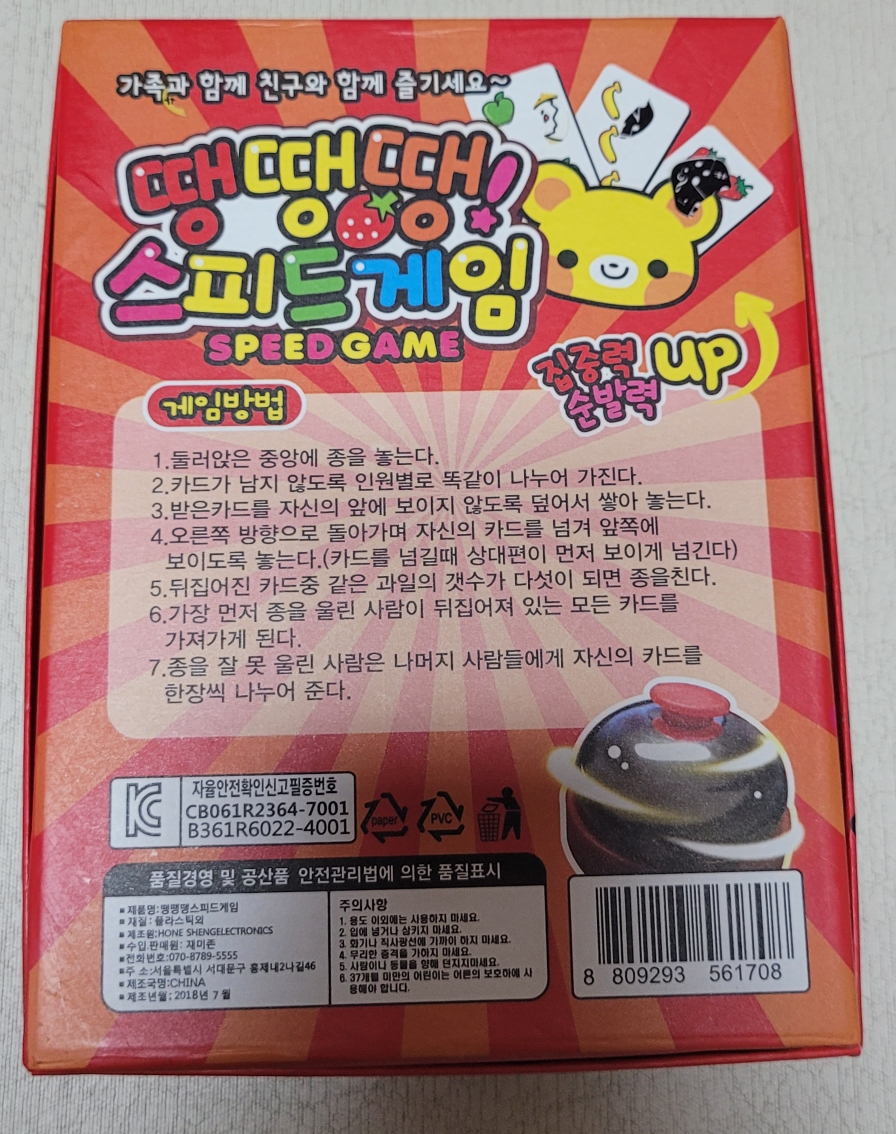 가족과 함께 친구와 함께 즐기세요~
땡땡땡!
스피드게임
SPEED GAME
집중력
순발력
up
게임방법
1.둘러앉은 중앙에 종을 놓는다.
2.카드가 남지 않도록 인원별로 똑같이 나누어 가진다.
3.받은카드를 자신의 앞에 보이지 않도록 덮어서 쌓아 놓는다.
4.오른쪽 방향으로 돌아가며 자신의 카드를 넘겨 앞쪽에
보이도록 놓는다.(카드를 넘길때 상대편이 먼저 보이게 넘긴다)
5.뒤집어진 카드중 같은 과일의 갯수가 다섯이 되면 종을친다.
6.가장 먼저 종을 울린 사람이 뒤집어져 있는 모든 카드를
가져가게 된다.
7.종을 잘 못 울린 사람은 나머지 사람들에게 자신의 카드를
한장씩 나누어 준다.
자율안전확인신고필증번호
CB061R2364-7001
B361R6022-4001
paper
PVC
품질경영 및 공산품 안전관리법에 의한 품질표시
■ 제품명:땡땡땡스피드게임
■ 재질 : 플라스틱외
■ 제조원:HONE SHENGELECTRONICS
■ 수입.판매원: 재미존
■ 전화번호:070-8789-5555
■ 주 소:서울특별시 서대문구 홍제내2나길46
■ 제조국명:CHINA
■ 제조년월:2018년 7월
주의사항
1. 용도 이외에는 사용하지 마세요.
2. 입에 넣거나 삼키지 마세요.
3. 화기나 직사광선에 가까이 하지 마세요.
4. 무리한 충격을 가하지 마세요.
5. 사람이나 동물을 향해 던지지마세요.
6. 37개월 미만의 어린이는 어른의 보호하에 사
용해야 합니다.
8 809293 561708